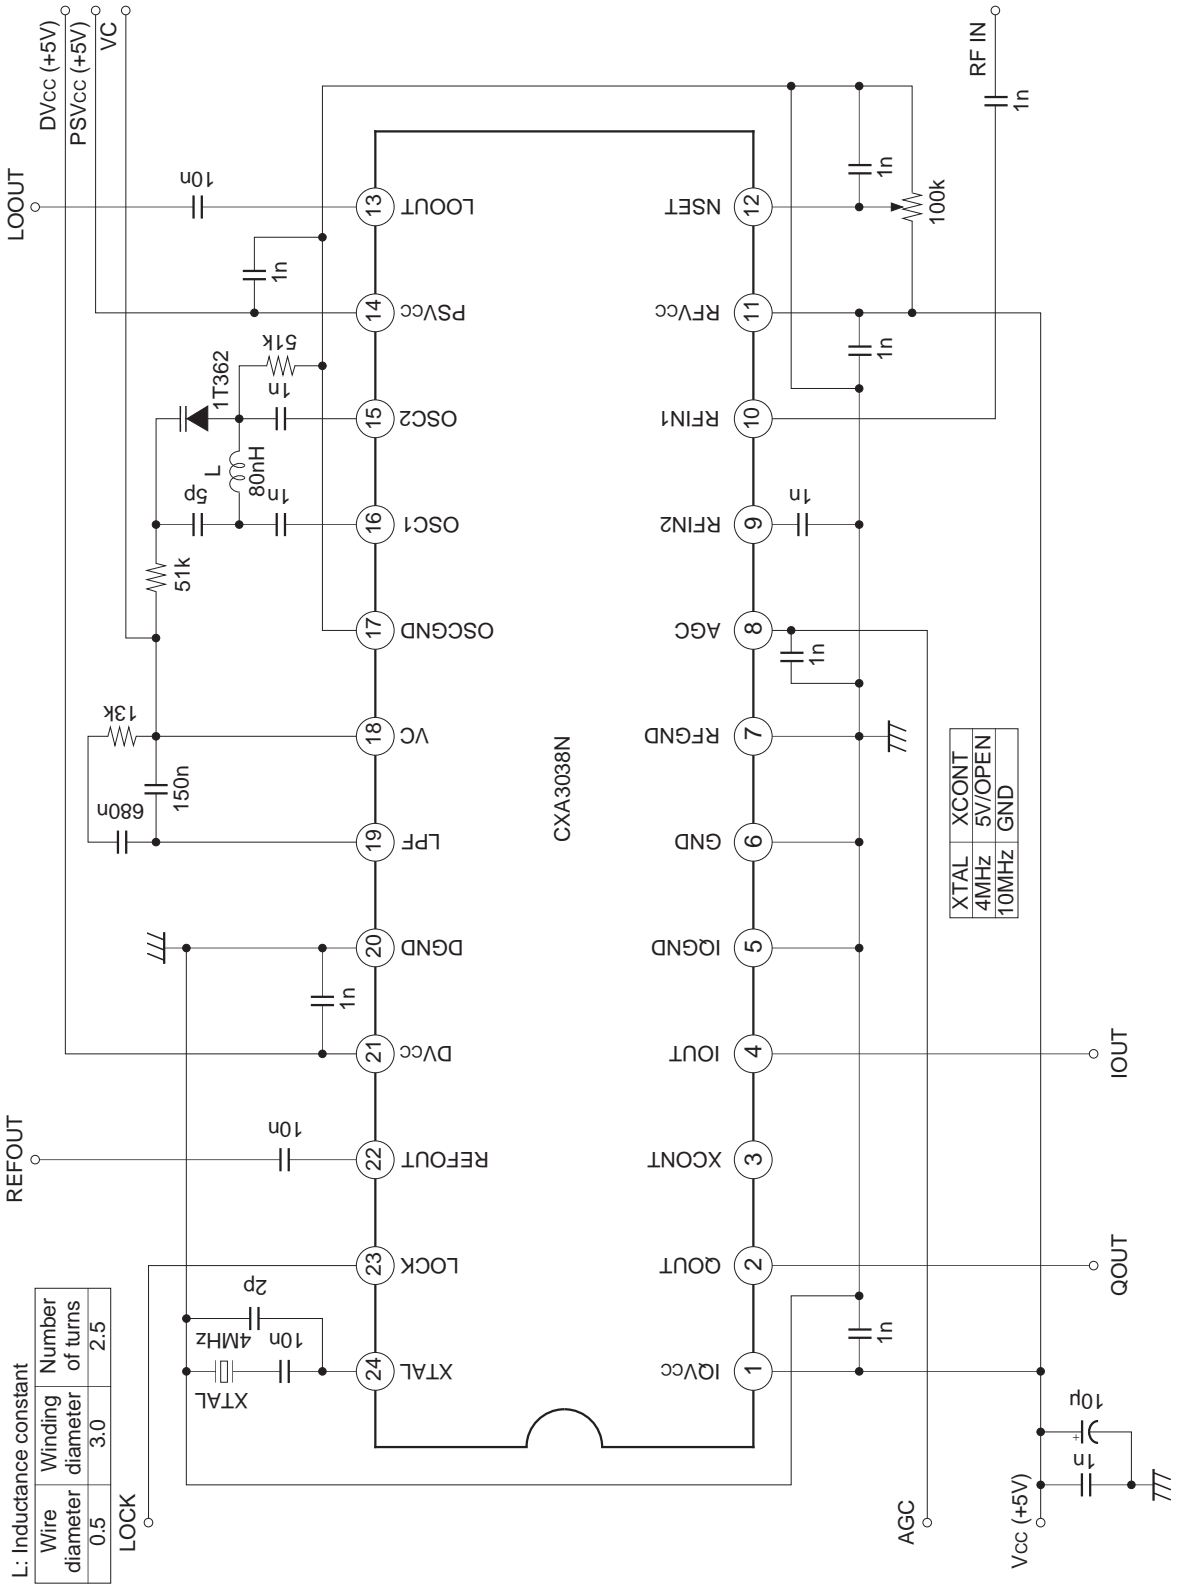 L: Inductance constant
Wire diameter Winding diameter Number of turns
0.5 3.0 2.5
LOCK
REFOUT
LOOUT
DVCC (+5V)
PSVCC (+5V)
VC
XTAL
4MHz
10n
2p
10n
1n
680n
150n
13k
51k
5p
L
80nH
1n
1n
1T362
51k
1n
10n
24 XTAL
23 LOCK
22 REFOUT
21 DVCC
20 DGND
19 LPF
18 VC
17 OSCGND
16 OSC1
15 OSC2
14 PSVCC
13 LOOUT
CXA3038N
IQVCC 1
QOUT 2
XCONT 3
IOUT 4
IQGND 5
GND 6
RFGND 7
AGC 8
RFIN2 9
RFIN1 10
RFVCC 11
NSET 12
1n
1n
1n
1n
1n
100k
RF IN
1n
XTAL XCONT
4MHz 5V/OPEN
10MHz GND
AGC
QOUT
IOUT
VCC (+5V)
1n
+
10µ